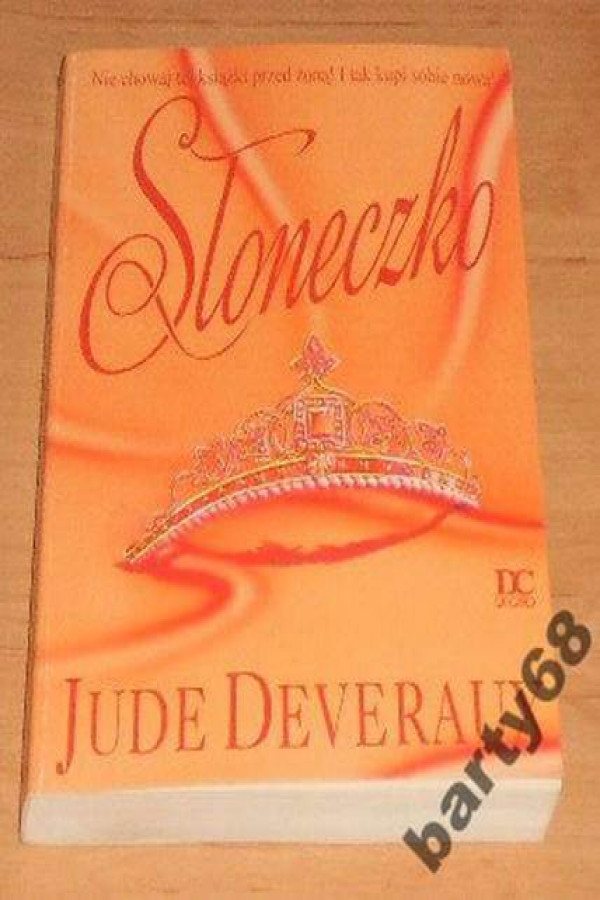 Nie chowaj tej książki przed żoną! I tak kupi sobie nową!
Słoneczko
DC
JUDE DEVERAUX
barty68